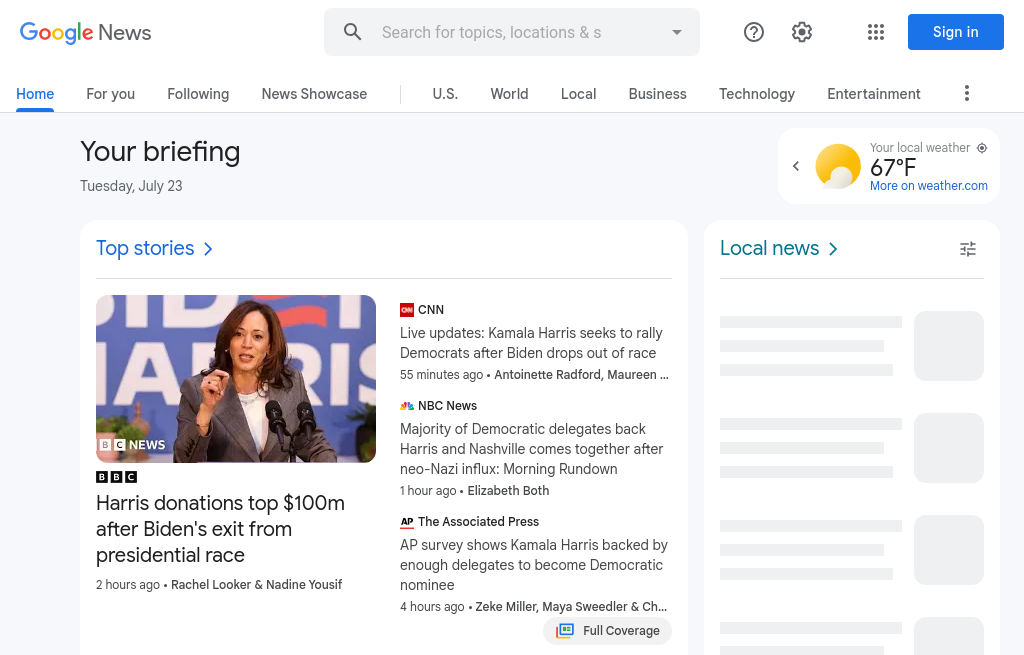 Google News
Search for topics, locations & s
Sign in
Home For you Following News Showcase U.S. World Local Business Technology Entertainment
Your briefing
Tuesday, July 23
Your local weather
67°F
More on weather.com
Top stories
BIDEN
HARRIS
BBC NEWS
BBC
Harris donations top $100m
after Biden's exit from
presidential race
2 hours ago • Rachel Looker & Nadine Yousif
CNN
CNN
Live updates: Kamala Harris seeks to rally
Democrats after Biden drops out of race
55 minutes ago • Antoinette Radford, Maureen ...
NBC News
Majority of Democratic delegates back
Harris and Nashville comes together after
neo-Nazi influx: Morning Rundown
1 hour ago • Elizabeth Both
AP The Associated Press
AP survey shows Kamala Harris backed by
enough delegates to become Democratic
nominee
4 hours ago • Zeke Miller, Maya Sweedler & Ch...
Full Coverage
Local news